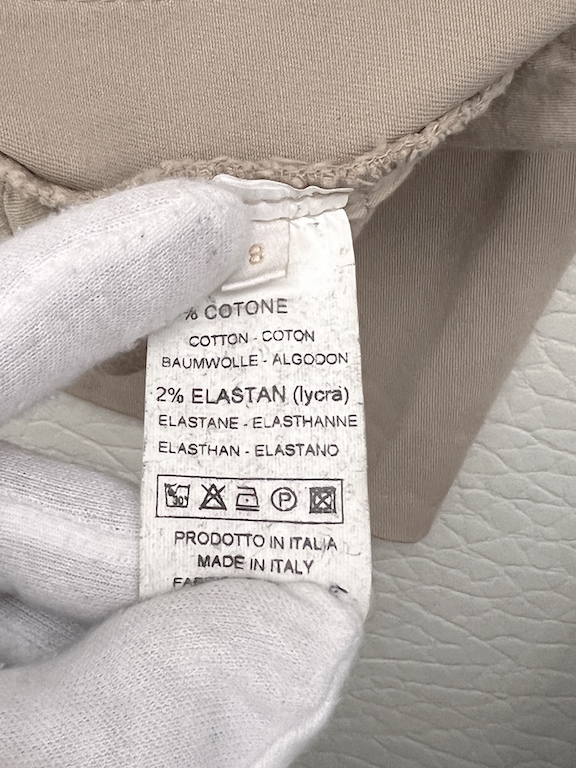 8
% COTONE
COTTON - COTON
BAUMWOLLE - ALGODON
2% ELASTAN (lycra)
ELASTANE - ELASTHANNE
ELASTHAN - ELASTANO
30°
P
PRODOTTO IN ITALIA
MADE IN ITALY